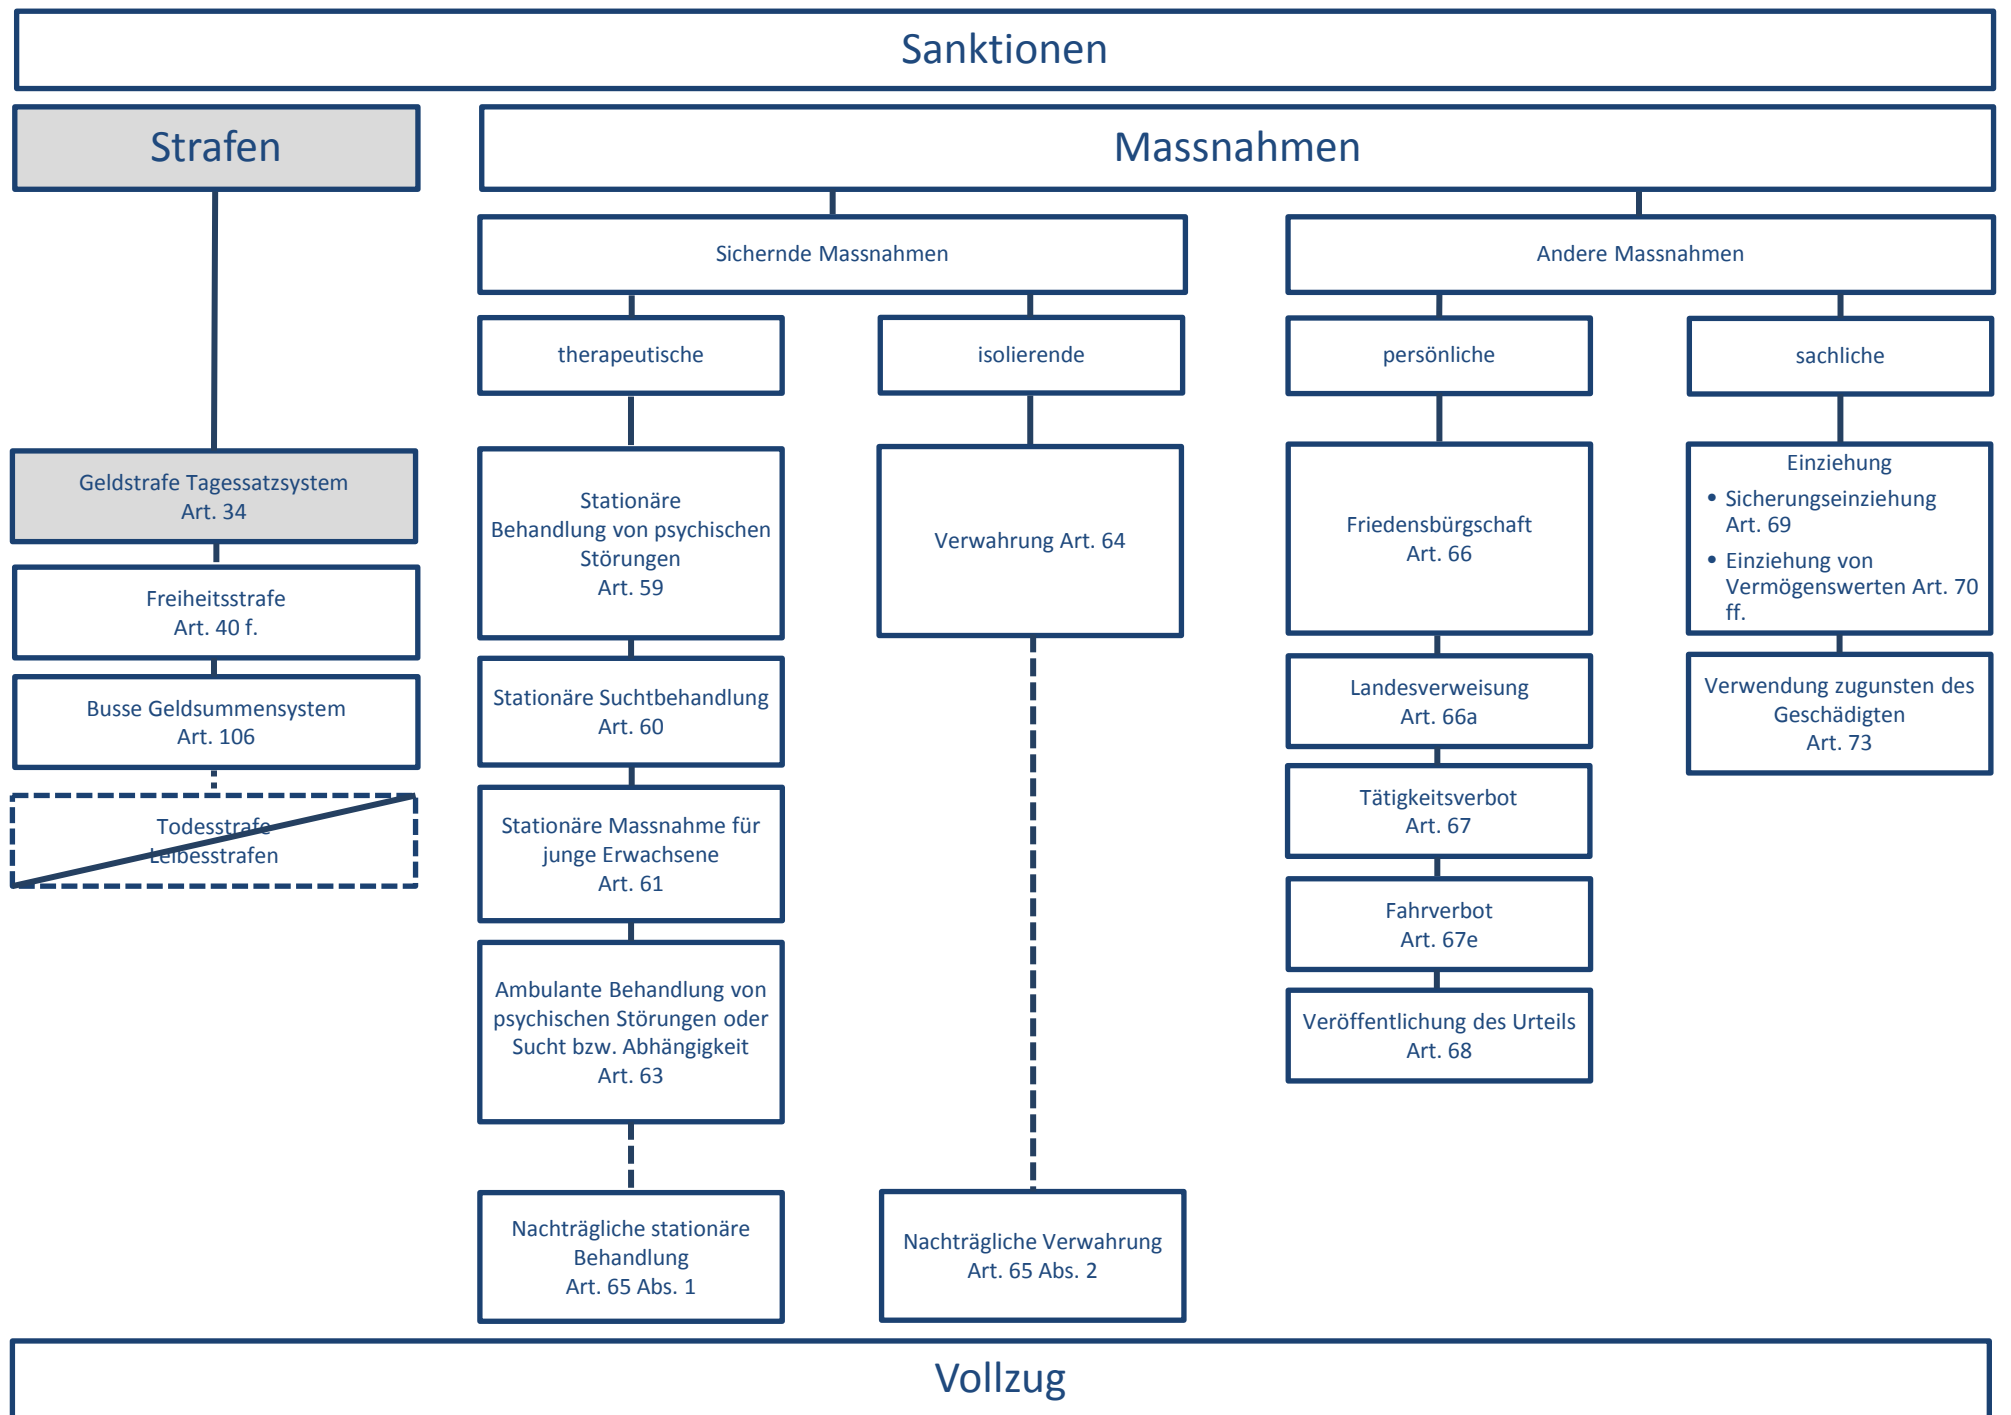 Sanktionen
Strafen
Massnahmen
Sichernde Massnahmen
Andere Massnahmen
therapeutische
isolierende
persönliche
sachliche
Geldstrafe Tagessatzsystem
Art. 34
Freiheitsstrafe
Art. 40 f.
Busse Geldsummensystem
Art. 106
Todesstrafe
Leibesstrafen
Stationäre
Behandlung von psychischen
Störungen
Art. 59
Stationäre Suchtbehandlung
Art. 60
Stationäre Massnahme für
junge Erwachsene
Art. 61
Ambulante Behandlung von
psychischen Störungen oder
Sucht bzw. Abhängigkeit
Art. 63
Nachträgliche stationäre
Behandlung
Art. 65 Abs. 1
Verwahrung Art. 64
Nachträgliche Verwahrung
Art. 65 Abs. 2
Friedensbürgschaft
Art. 66
Landesverweisung
Art. 66a
Tätigkeitsverbot
Art. 67
Fahrverbot
Art. 67e
Veröffentlichung des Urteils
Art. 68
Einziehung
• Sicherungseinziehung
Art. 69
• Einziehung von
Vermögenswerten Art. 70
ff.
Verwendung zugunsten des
Geschädigten
Art. 73
Vollzug